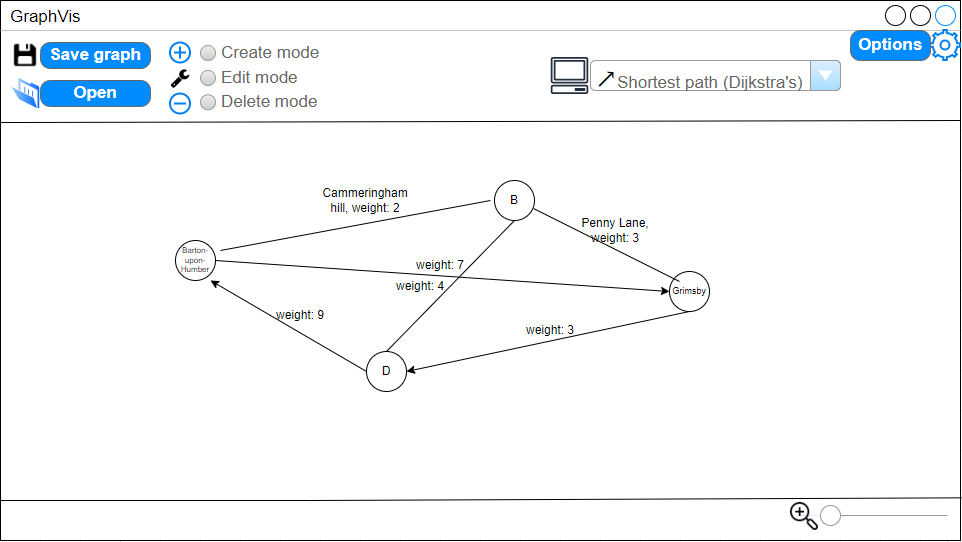 GraphVis
Save graph
Open
Create mode
Edit mode
Delete mode
Shortest path (Dijkstra's)
Options
Cammeringham
hill, weight: 2
B
Penny Lane,
weight: 3
Barton-
upon-
Humber
weight: 7
weight: 4
Grimsby
weight: 9
weight: 3
D